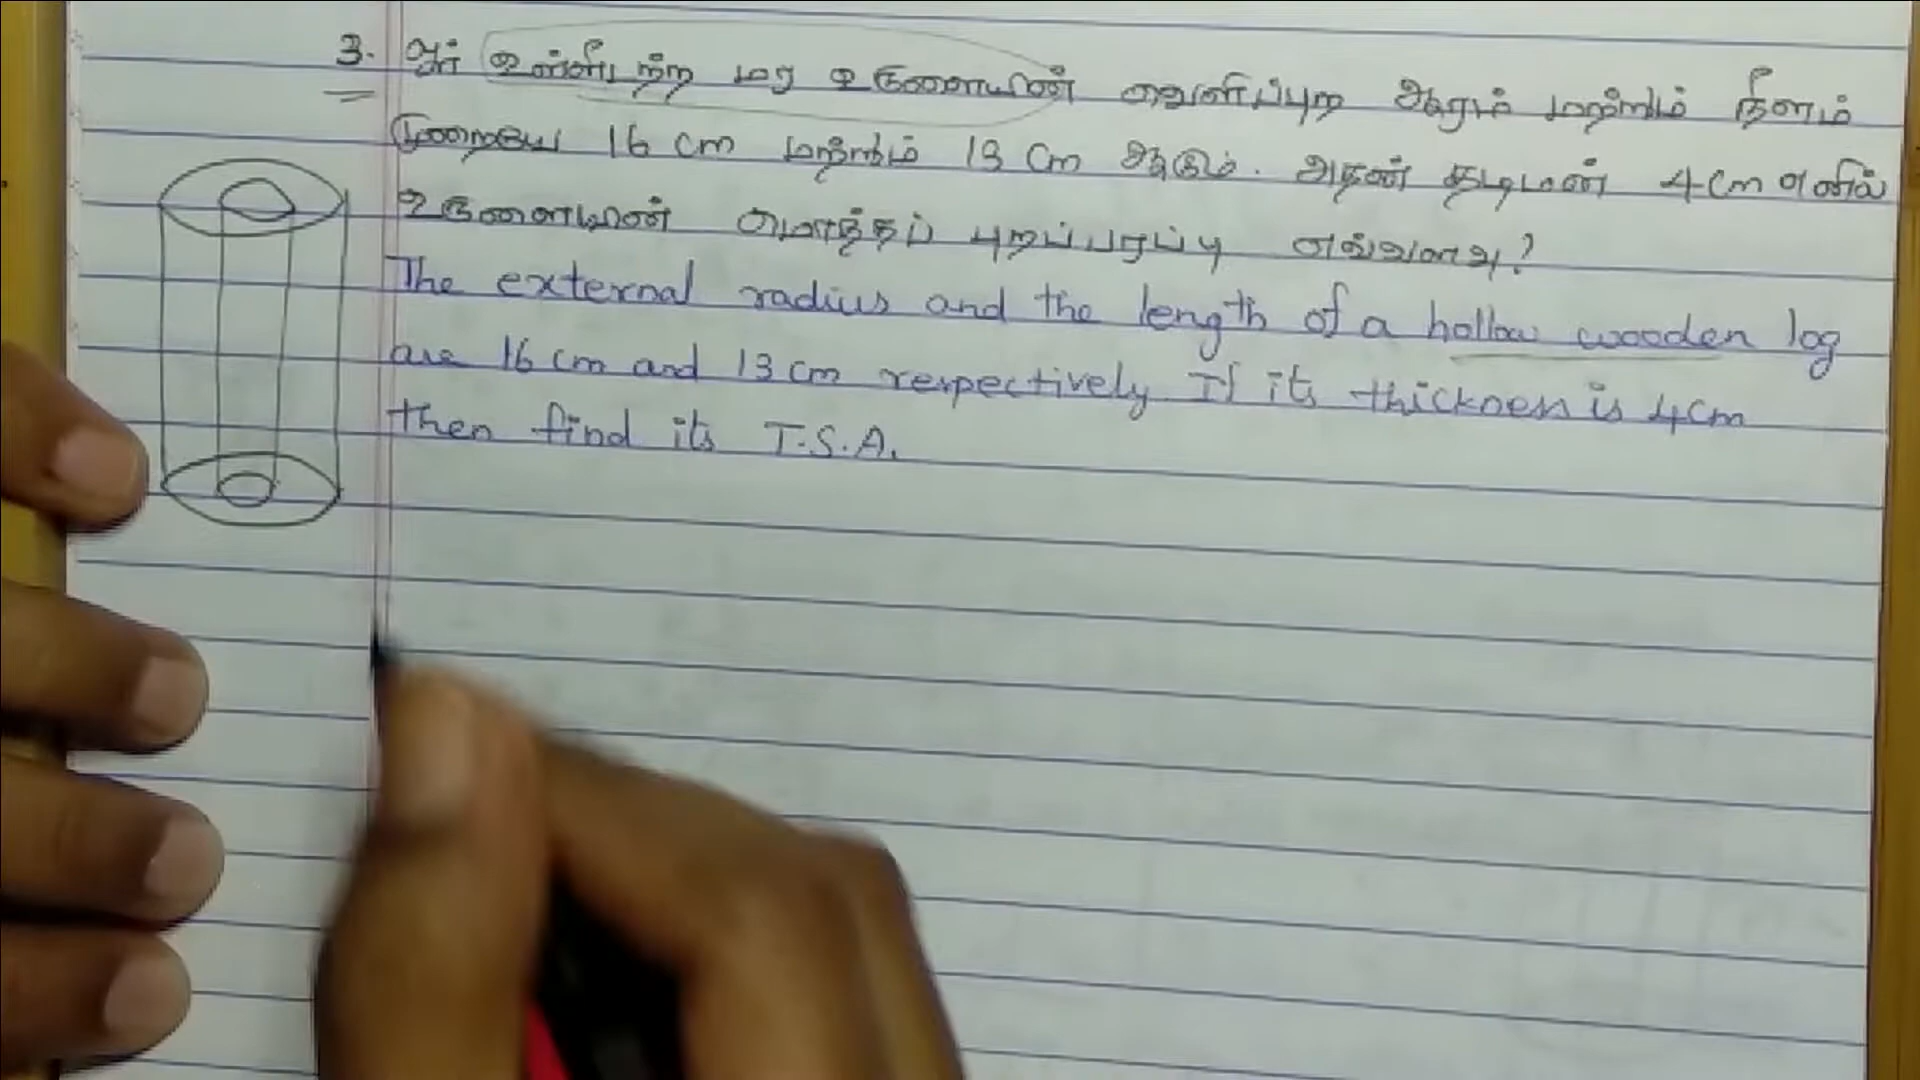 3. ஓர் உள்ளீடற்ற மர உருளையின் வெளிப்புற ஆரம் மற்றும் நீளம்
முறையே 16 cm மற்றும் 13 cm ஆகும். அதன் தடிமன் 4 cm எனில்
உருளையின் மொத்தப் புறப்பரப்பு எவ்வளவு?
The external radius and the length of a hollow wooden log
are 16 cm and 13 cm respectively If its thickness is 4 cm
then find its T.S.A.